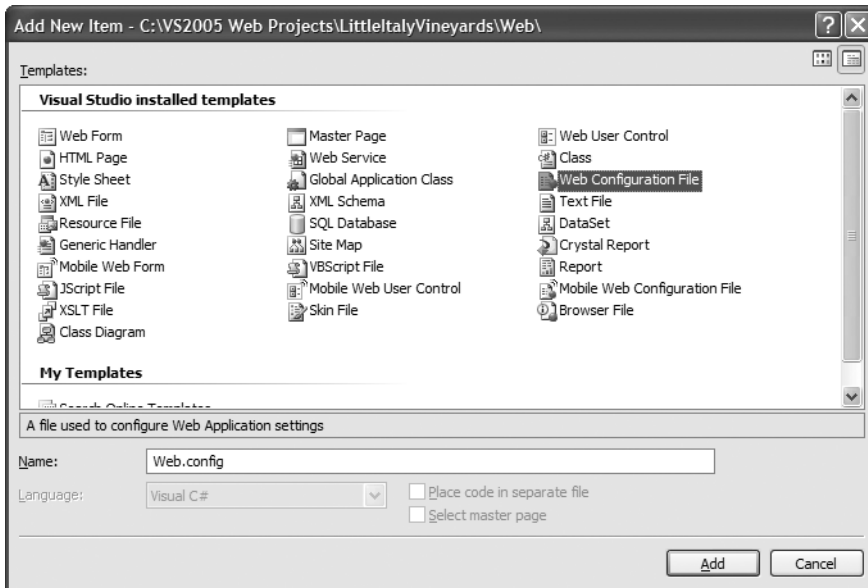 Add New Item - C:\VS2005 Web Projects\LittleItalyVineyards\Web\
Templates:
Visual Studio installed templates
Web Form
Master Page
Web User Control
HTML Page
Web Service
Class
Style Sheet
Global Application Class
Web Configuration File
XML File
XML Schema
Text File
Resource File
SQL Database
DataSet
Generic Handler
Site Map
Crystal Report
Mobile Web Form
VBScript File
Report
JScript File
Mobile Web User Control
Mobile Web Configuration File
XSLT File
Skin File
Browser File
Class Diagram
My Templates
Search Online Templates
A file used to configure Web Application settings
Name:
Web.config
Language:
Visual C#
Place code in separate file
Select master page
Add
Cancel